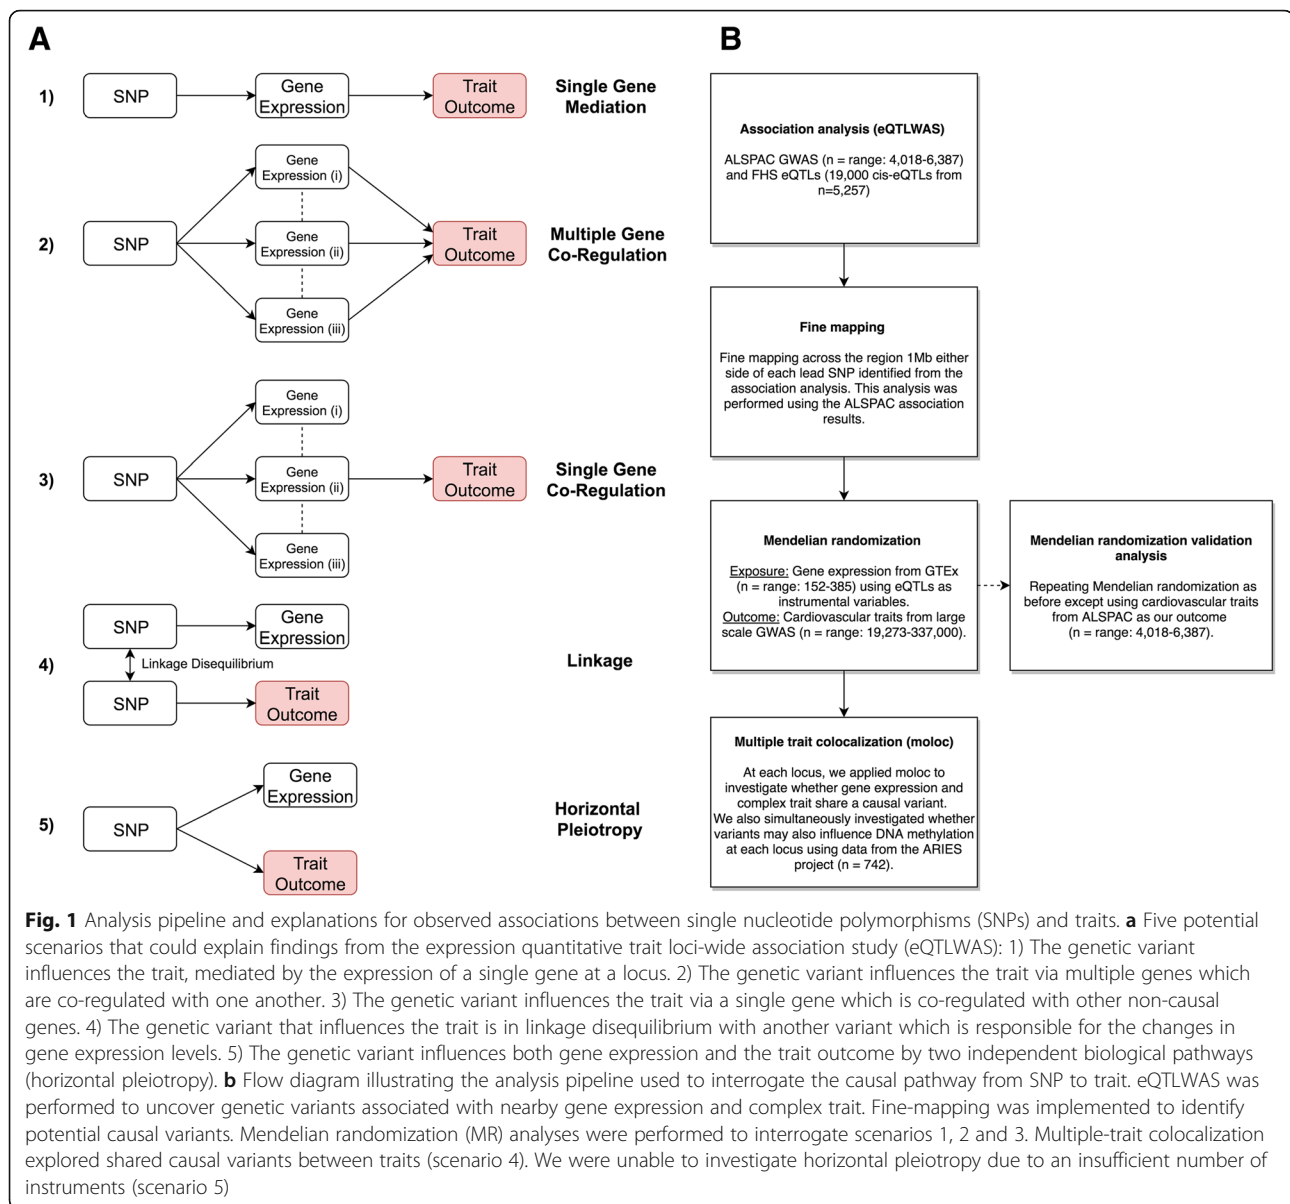 A
1)
SNP
Gene
Expression
Trait
Outcome
Single Gene
Mediation
2)
SNP
Gene
Expression (i)
Gene
Expression (ii)
Gene
Expression (iii)
Trait
Outcome
Multiple Gene
Co-Regulation
3)
SNP
Gene
Expression (i)
Gene
Expression (ii)
Gene
Expression (iii)
Trait
Outcome
Single Gene
Co-Regulation
4)
SNP
Gene
Expression
Linkage Disequilibrium
SNP
Trait
Outcome
Linkage
5)
SNP
Gene
Expression
Trait
Outcome
Horizontal
Pleiotropy
B
Association analysis (eQTLWAS)
ALSPAC GWAS (n = range: 4,018-6,387)
and FHS eQTLs (19,000 cis-eQTLs from
n=5,257)
Fine mapping
Fine mapping across the region 1Mb either
side of each lead SNP identified from the
association analysis. This analysis was
performed using the ALSPAC association
results.
Mendelian randomization
Exposure: Gene expression from GTEx
(n = range: 152-385) using eQTLs as
instrumental variables.
Outcome: Cardiovascular traits from large
scale GWAS (n = range: 19,273-337,000).
Mendelian randomization validation
analysis
Repeating Mendelian randomization as
before except using cardiovascular traits
from ALSPAC as our outcome
(n = range: 4,018-6,387).
Multiple trait colocalization (moloc)
At each locus, we applied moloc to
investigate whether gene expression and
complex trait share a causal variant.
We also simultaneously investigated whether
variants may also influence DNA methylation
at each locus using data from the ARIES
project (n = 742).
Fig. 1 Analysis pipeline and explanations for observed associations between single nucleotide polymorphisms (SNPs) and traits. a Five potential
scenarios that could explain findings from the expression quantitative trait loci-wide association study (eQTLWAS): 1) The genetic variant
influences the trait, mediated by the expression of a single gene at a locus. 2) The genetic variant influences the trait via multiple genes which
are co-regulated with one another. 3) The genetic variant influences the trait via a single gene which is co-regulated with other non-causal
genes. 4) The genetic variant that influences the trait is in linkage disequilibrium with another variant which is responsible for the changes in
gene expression levels. 5) The genetic variant influences both gene expression and the trait outcome by two independent biological pathways
(horizontal pleiotropy). b Flow diagram illustrating the analysis pipeline used to interrogate the causal pathway from SNP to trait. eQTLWAS was
performed to uncover genetic variants associated with nearby gene expression and complex trait. Fine-mapping was implemented to identify
potential causal variants. Mendelian randomization (MR) analyses were performed to interrogate scenarios 1, 2 and 3. Multiple-trait colocalization
explored shared causal variants between traits (scenario 4). We were unable to investigate horizontal pleiotropy due to an insufficient number of
instruments (scenario 5)